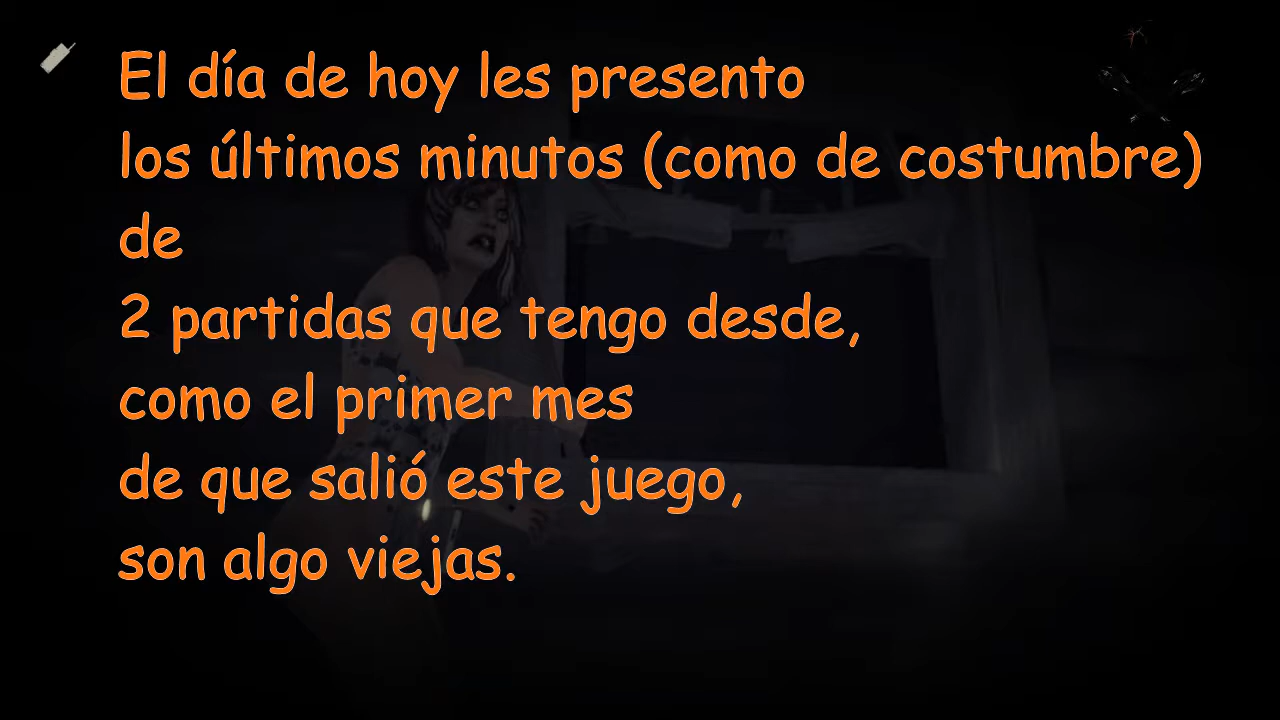 El día de hoy les presento
los últimos minutos (como de costumbre)
de
2 partidas que tengo desde,
como el primer mes
de que salió este juego,
son algo viejas.